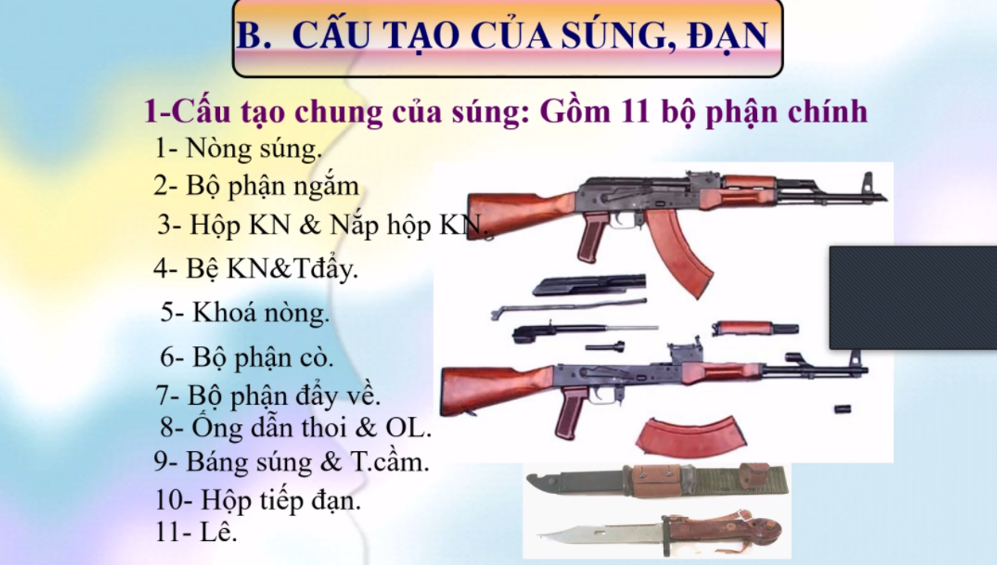 B. CẤU TẠO CỦA SÚNG, ĐẠN
1-Cấu tạo chung của súng: Gồm 11 bộ phận chính
1- Nòng súng.
2- Bộ phận ngắm
3- Hộp KN & Nắp hộp KN.
4- Bệ KN&Tđẩy.
5- Khoá nòng.
6- Bộ phận cò.
7- Bộ phận đẩy về.
8- Ống dẫn thoi & OL.
9- Báng súng & T.cầm.
10- Hộp tiếp đạn.
11- Lê.